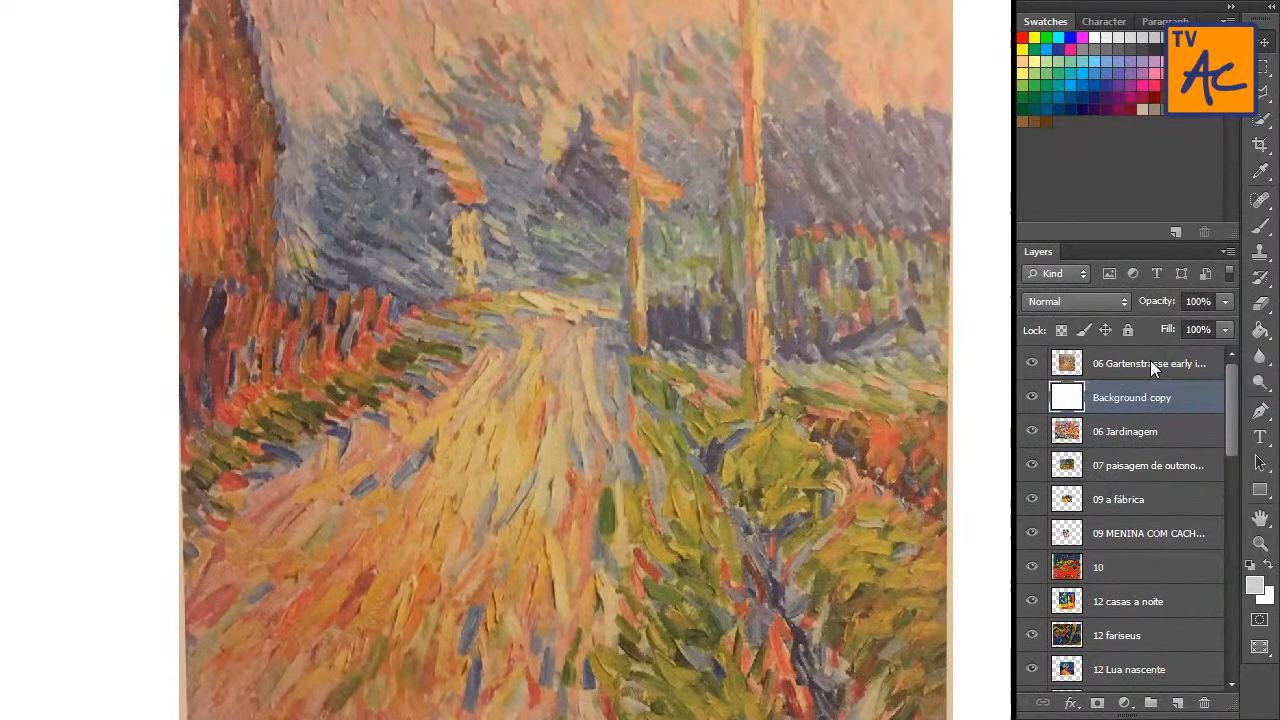 Swatches Character Paragraph
TV
AC
Layers
Kind
Normal Opacity: 100%
Lock: Fill: 100%
06 Gartenstrasse early i...
Background copy
06 Jardinagem
07 paisagem de outono...
09 a fábrica
09 MENINA COM CACH...
10
12 casas a noite
12 fariseus
12 Lua nascente
fx